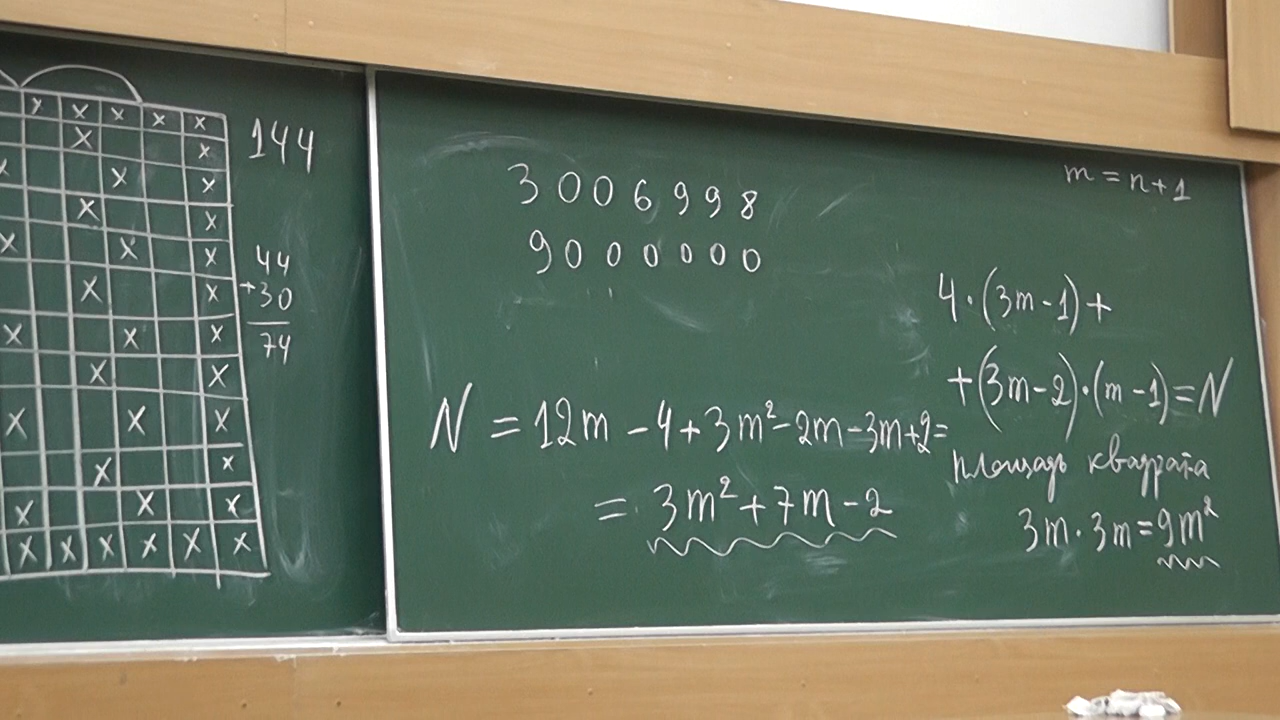 144
44
+30
74
3006998
9000000
m = n+1
4·(3m-1)+
+(3m-2)·(m-1)=N
N = 12m - 4 + 3m² - 2m - 3m + 2 =
= 3m² + 7m - 2
площадь квадрата
3m·3m=9m²